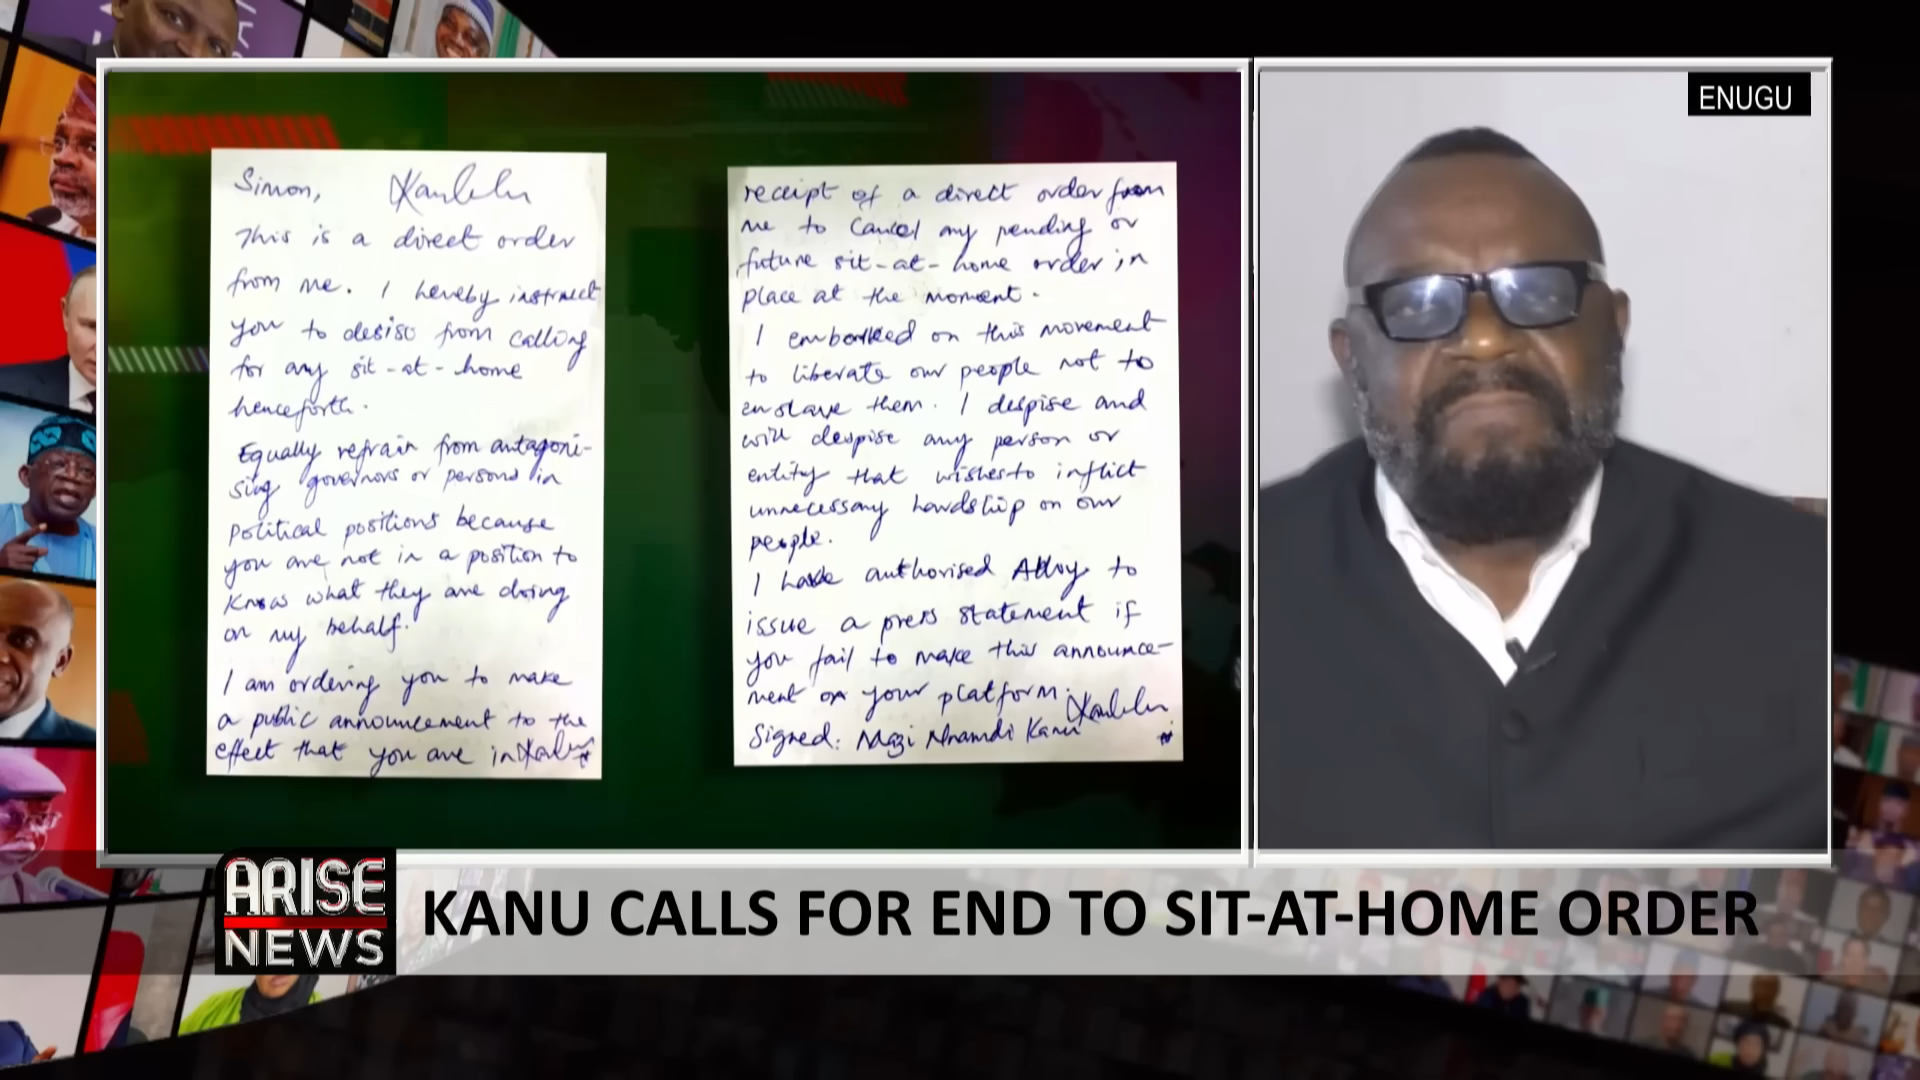 ENUGU
Simon, Kanlulu
This is a direct order
from me. I hereby instruct
you to desist from calling
for any sit-at-home
henceforth.
Equally refrain from antagoni-
sing governors or persons in
political positions because
you are not in a position to
know what they are doing
on my behalf.
I am ordering you to make
a public announcement to the
effect that you are in
receipt of a direct order from
me to cancel any pending or
future sit-at-home order in
place at the moment.
I embarked on this movement
to liberate our people not to
enslave them. I despise and
will despise any person or
entity that wishes to inflict
unnecessary hardship on our
people.
I have authorised Alloy to
issue a press statement if
you fail to make this announce-
ment on your platform.
Signed: Mazi Nnamdi Kanu
ARISE
NEWS
KANU CALLS FOR END TO SIT-AT-HOME ORDER